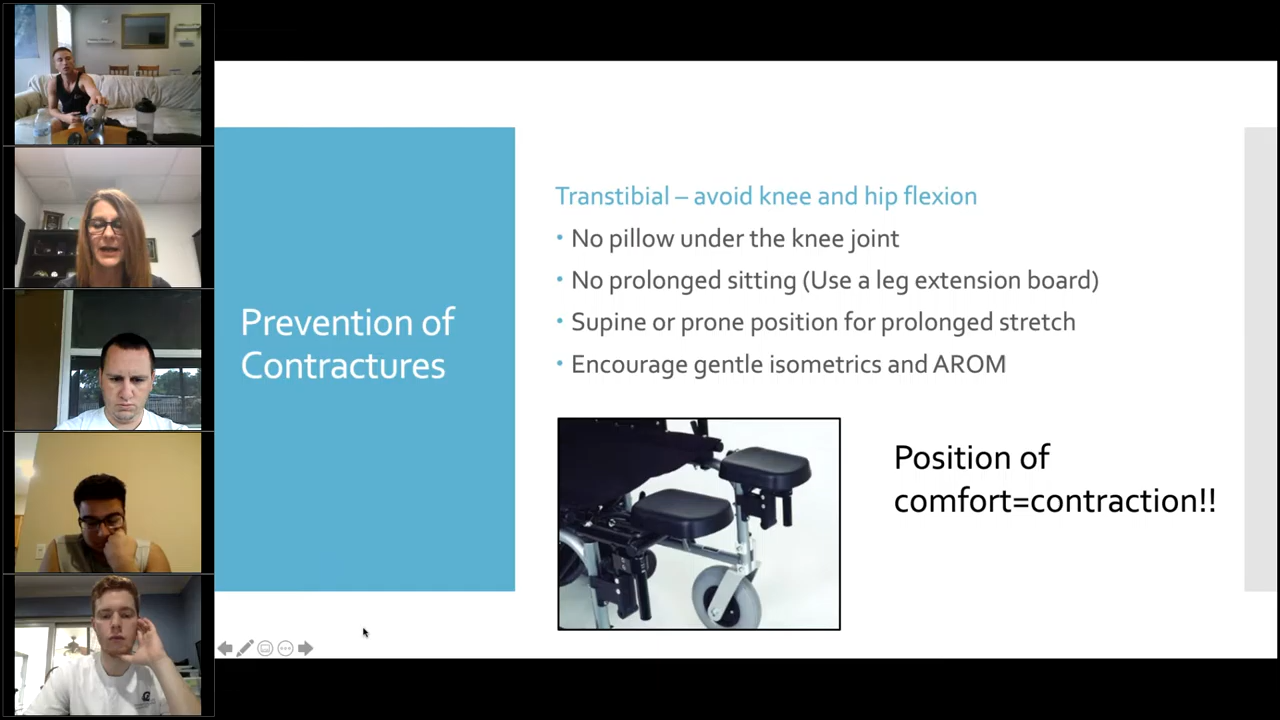 Prevention of
Contractures
Transtibial – avoid knee and hip flexion
• No pillow under the knee joint
• No prolonged sitting (Use a leg extension board)
• Supine or prone position for prolonged stretch
• Encourage gentle isometrics and AROM
Position of
comfort=contraction!!